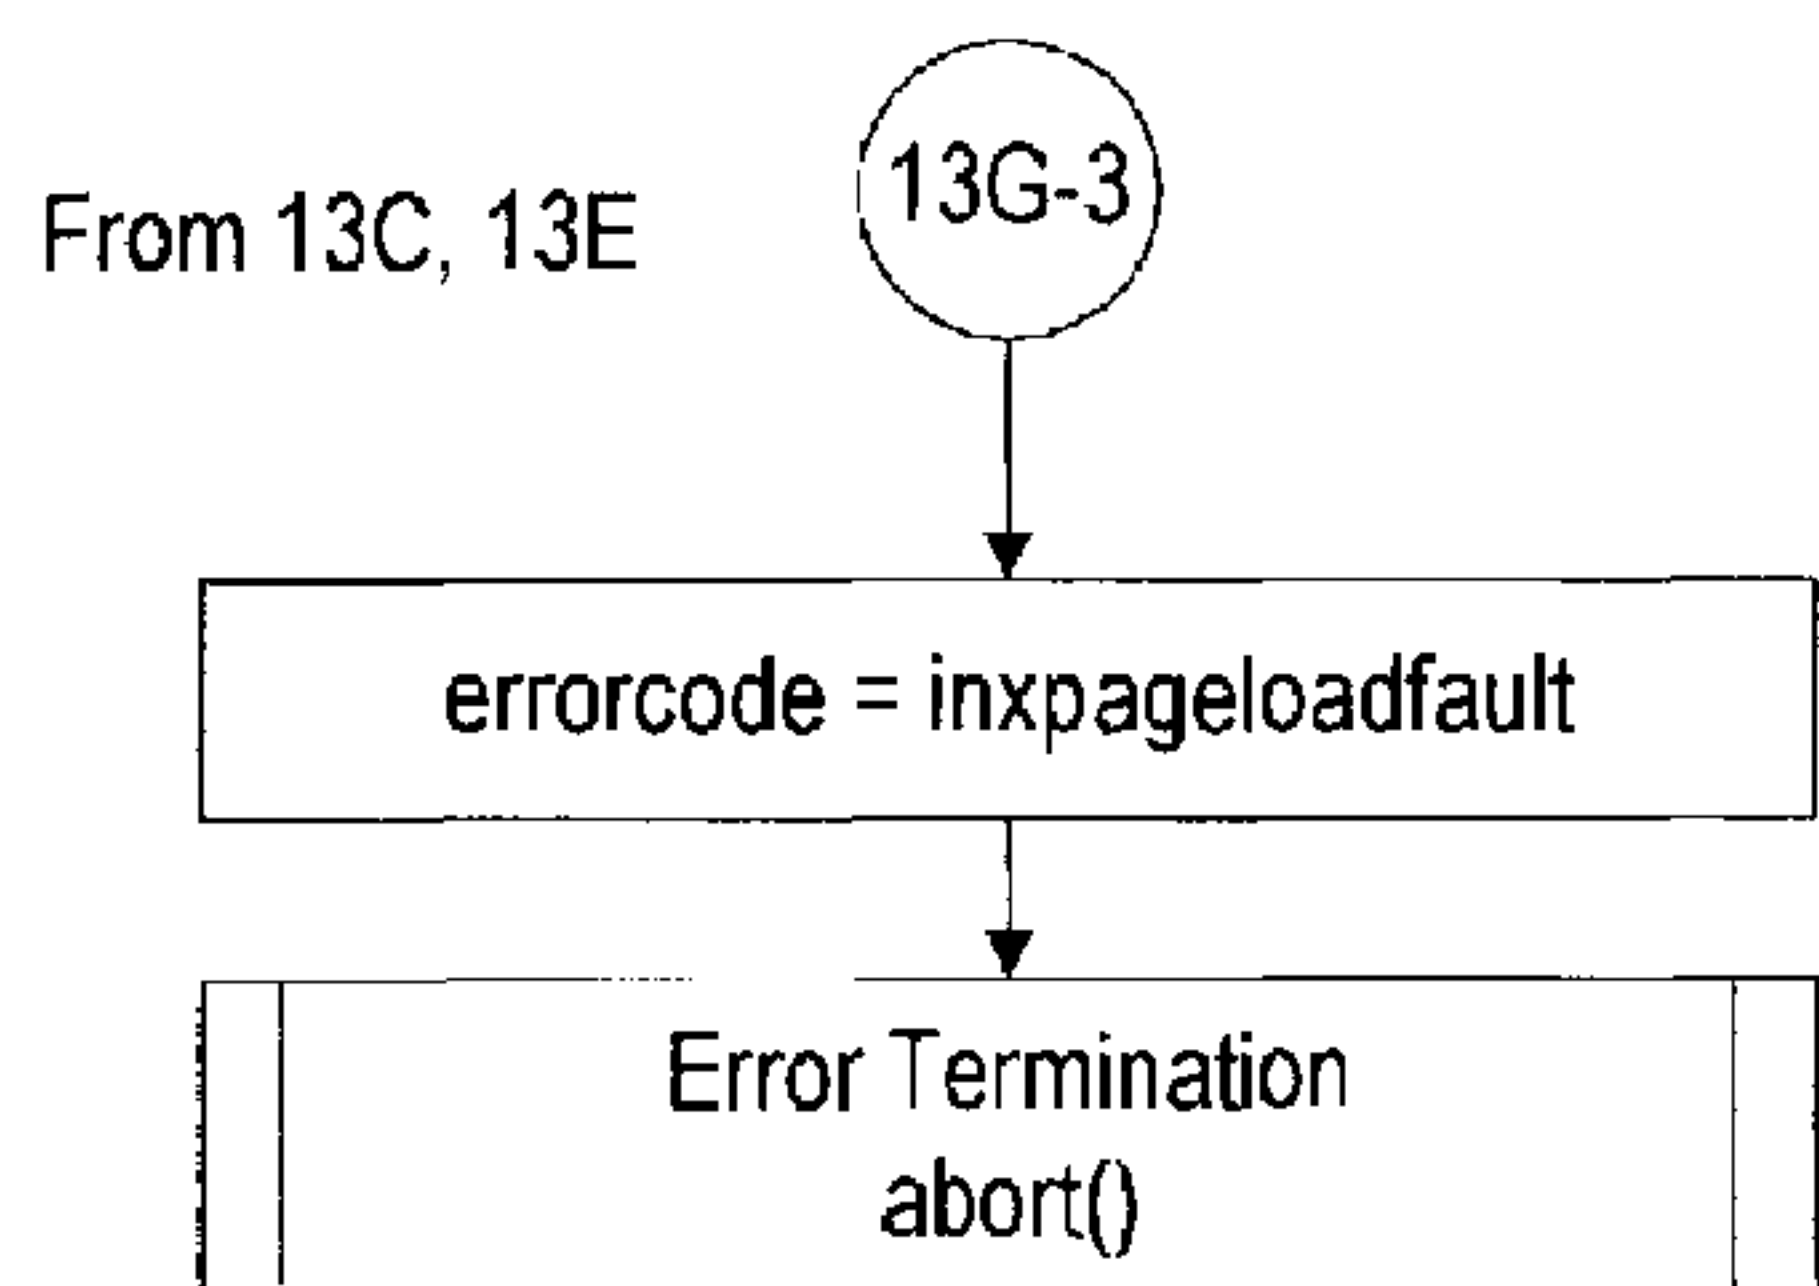 13G-3
From 13C, 13E
errorcode = inxpageloadfault
Error Termination
abort()